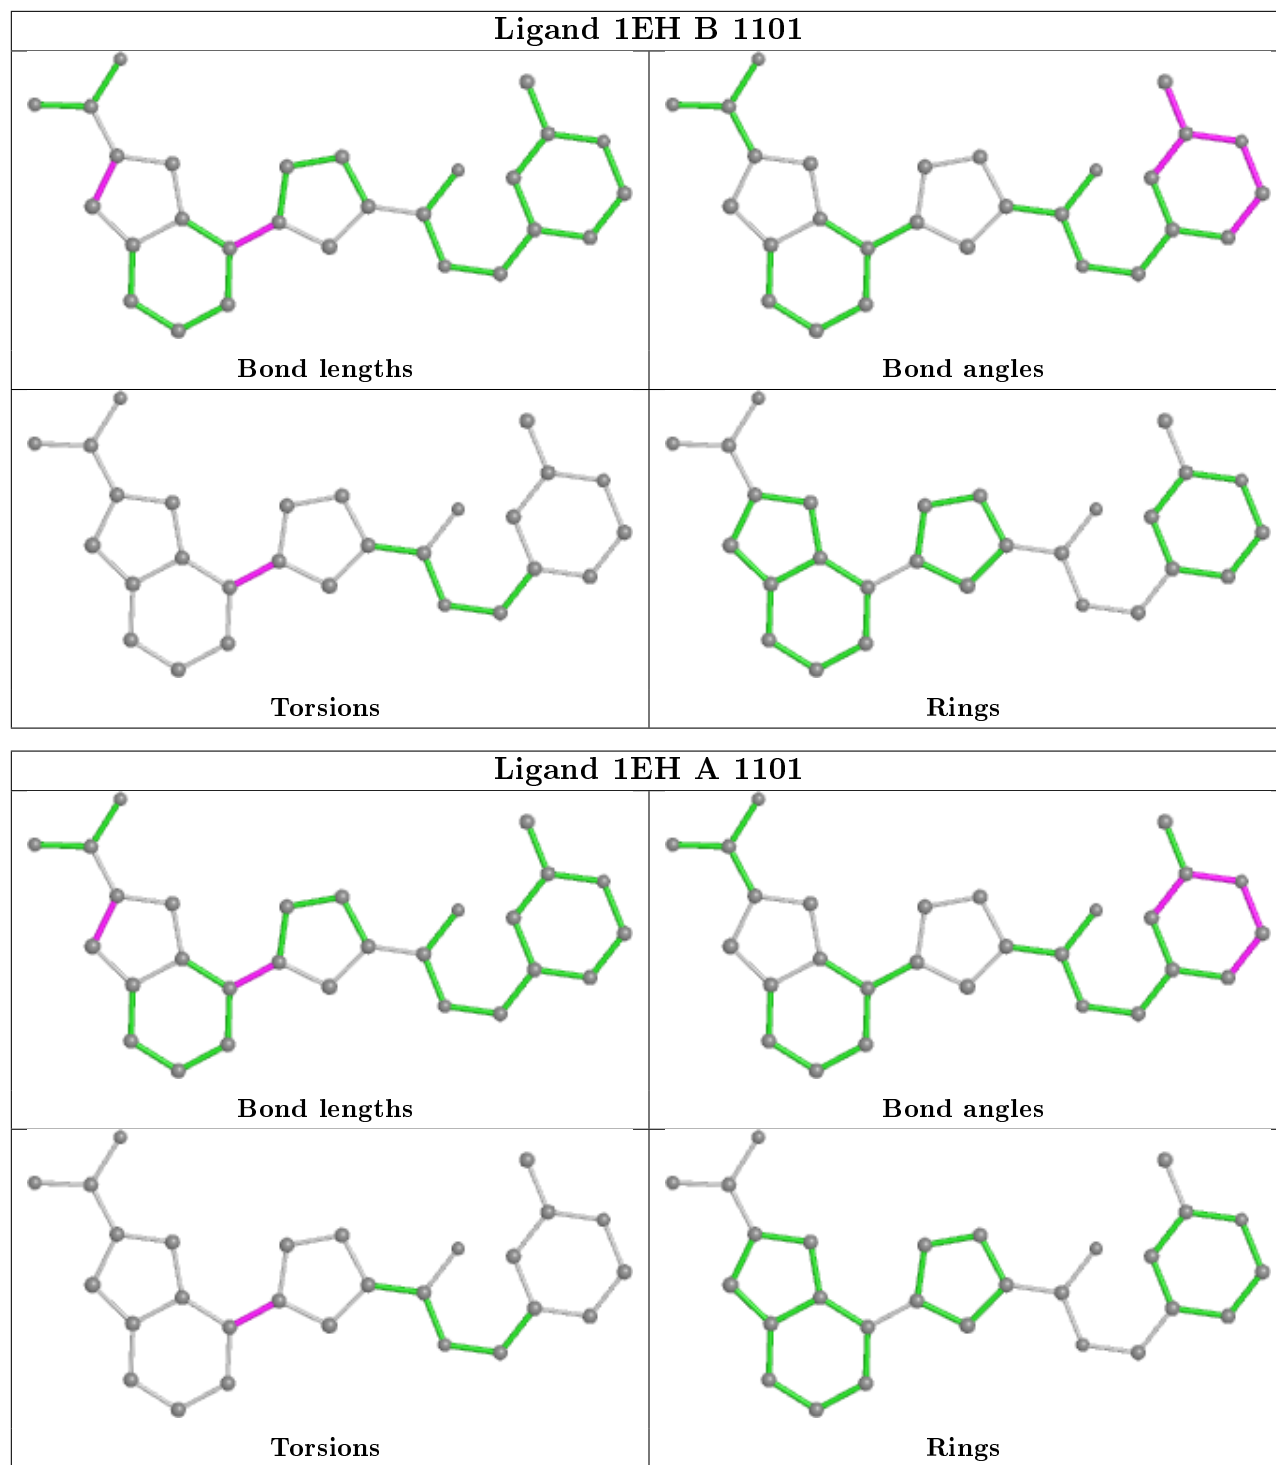 Ligand 1EH B 1101
Bond lengths
Bond angles
Torsions
Rings
Ligand 1EH A 1101
Bond lengths
Bond angles
Torsions
Rings